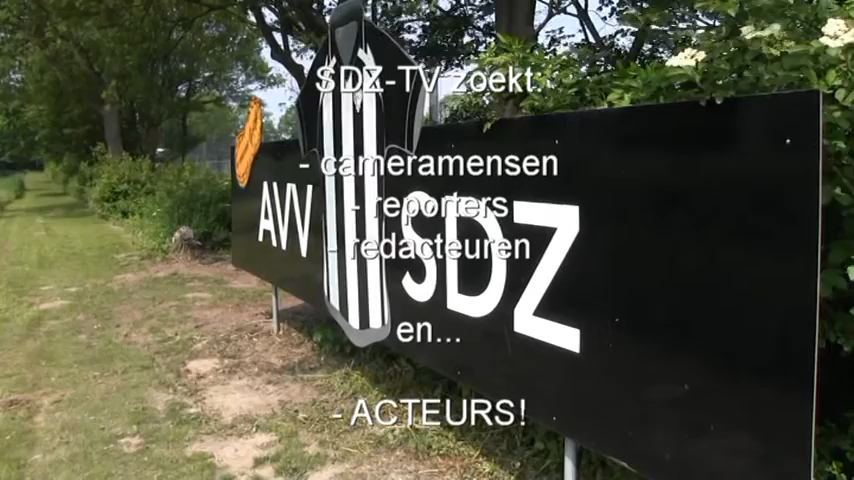 SDZ-TV zoekt:
- cameramensen
- reporters
- redacteuren
en...
- ACTEURS!
AVV SDZ